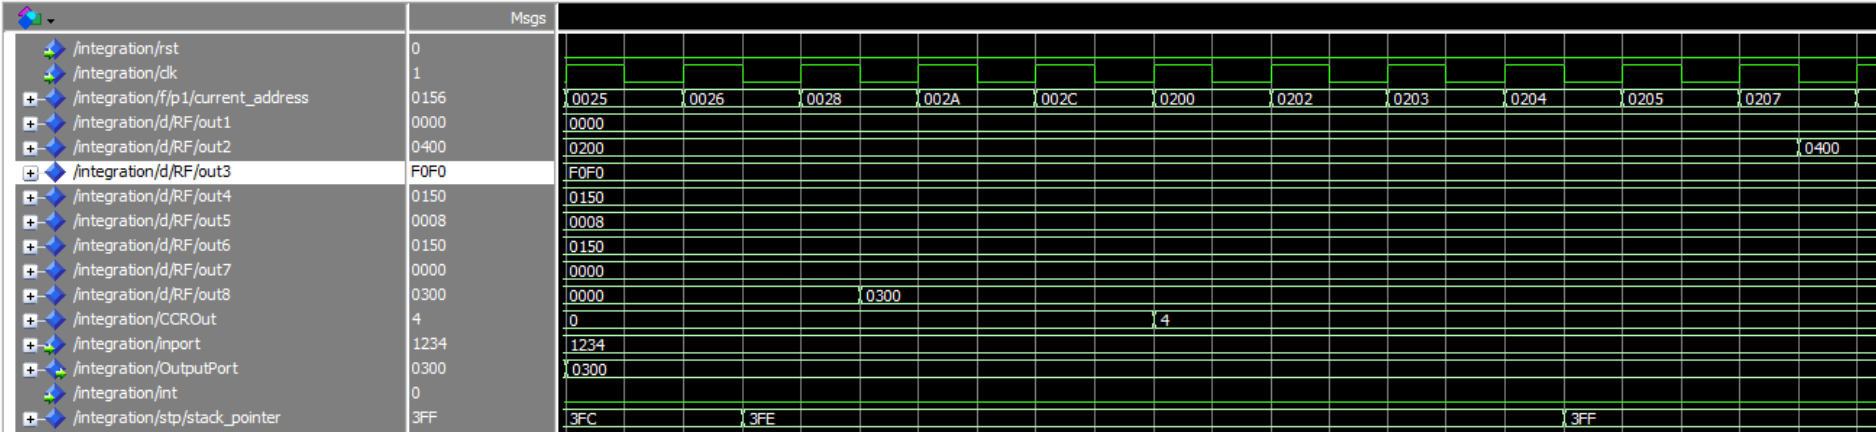 Msgs
/integration/rst 0
/integration/clk 1
/integration/f/p1/current_address 0156 0025 0026 0028 002A 002C 0200 0202 0203 0204 0205 0207
/integration/d/RF/out1 0000 0000
/integration/d/RF/out2 0400 0200 0400
/integration/d/RF/out3 F0F0 F0F0
/integration/d/RF/out4 0150 0150
/integration/d/RF/out5 0008 0008
/integration/d/RF/out6 0150 0150
/integration/d/RF/out7 0000 0000
/integration/d/RF/out8 0300 0000 0300
/integration/CCROut 4 0 4
/integration/inport 1234 1234
/integration/OutputPort 0300 0300
/integration/int 0
/integration/stp/stack_pointer 3FF 3FC 3FE 3FF